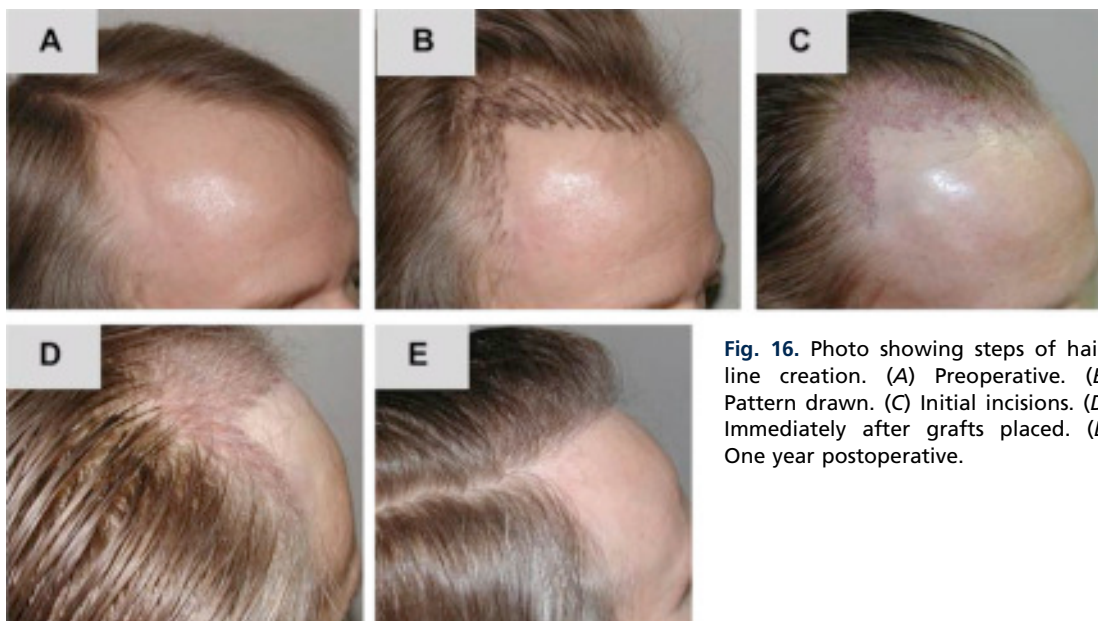 A
B
C
D
E
Fig. 16. Photo showing steps of hair
line creation. (A) Preoperative. (
Pattern drawn. (C) Initial incisions. (
Immediately after grafts placed. (
One year postoperative.